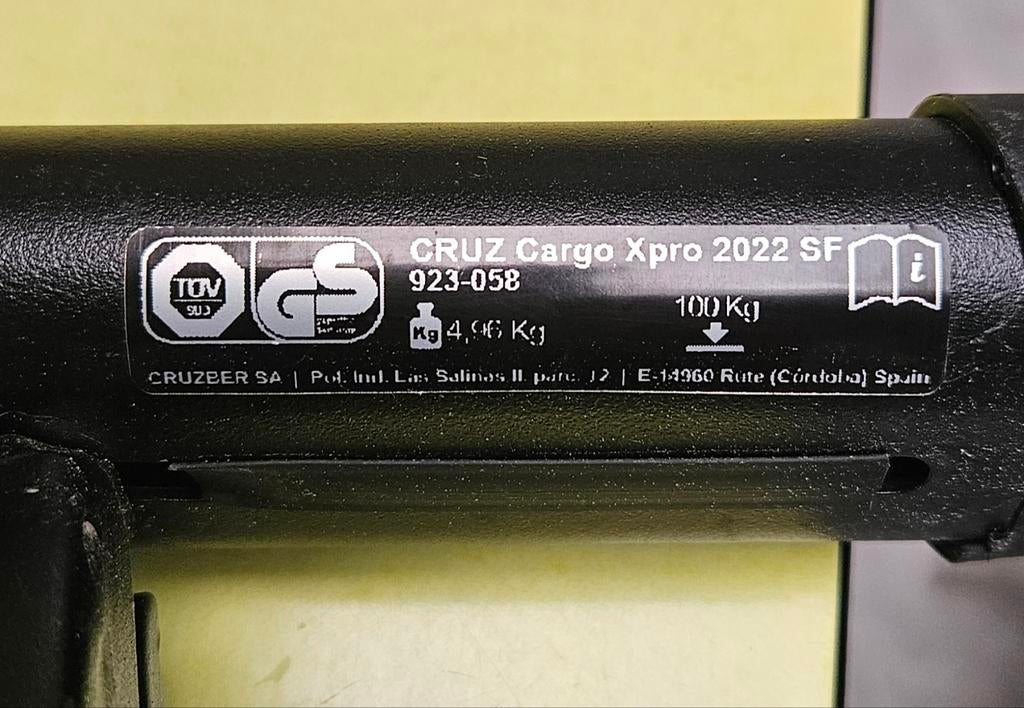 TÜV
SÜD
GS
CRUZ Cargo Xpro 2022 SF
923-058
Kg 4,96 Kg
100 Kg
i
CRUZBER SA | Pol. Ind. Las Salinas II parc. 12 | E-14960 Rute (Córdoba) Spain